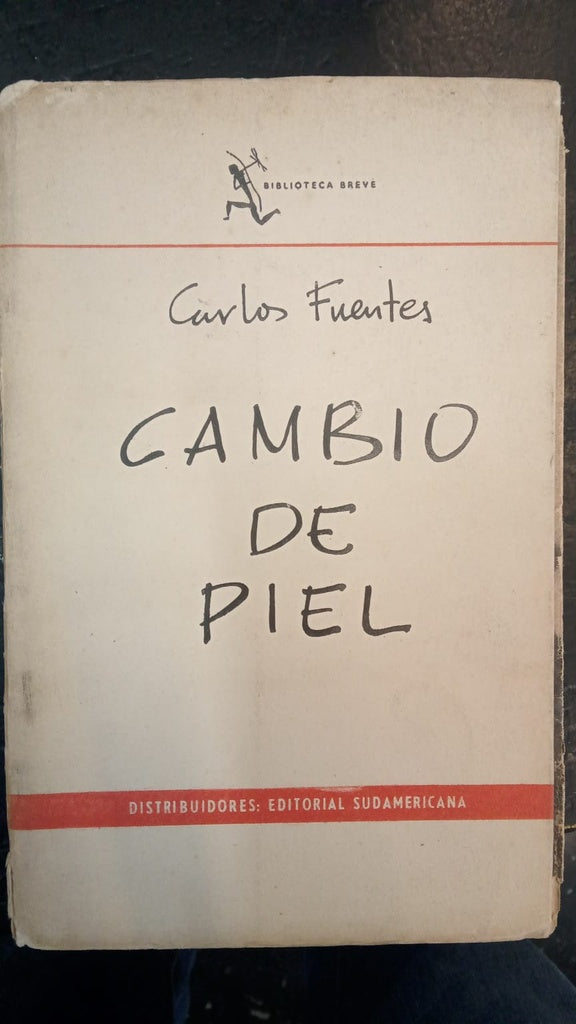 BIBLIOTECA BREVE
Carlos Fuentes
CAMBIO
DE
PIEL
DISTRIBUIDORES: EDITORIAL SUDAMERICANA